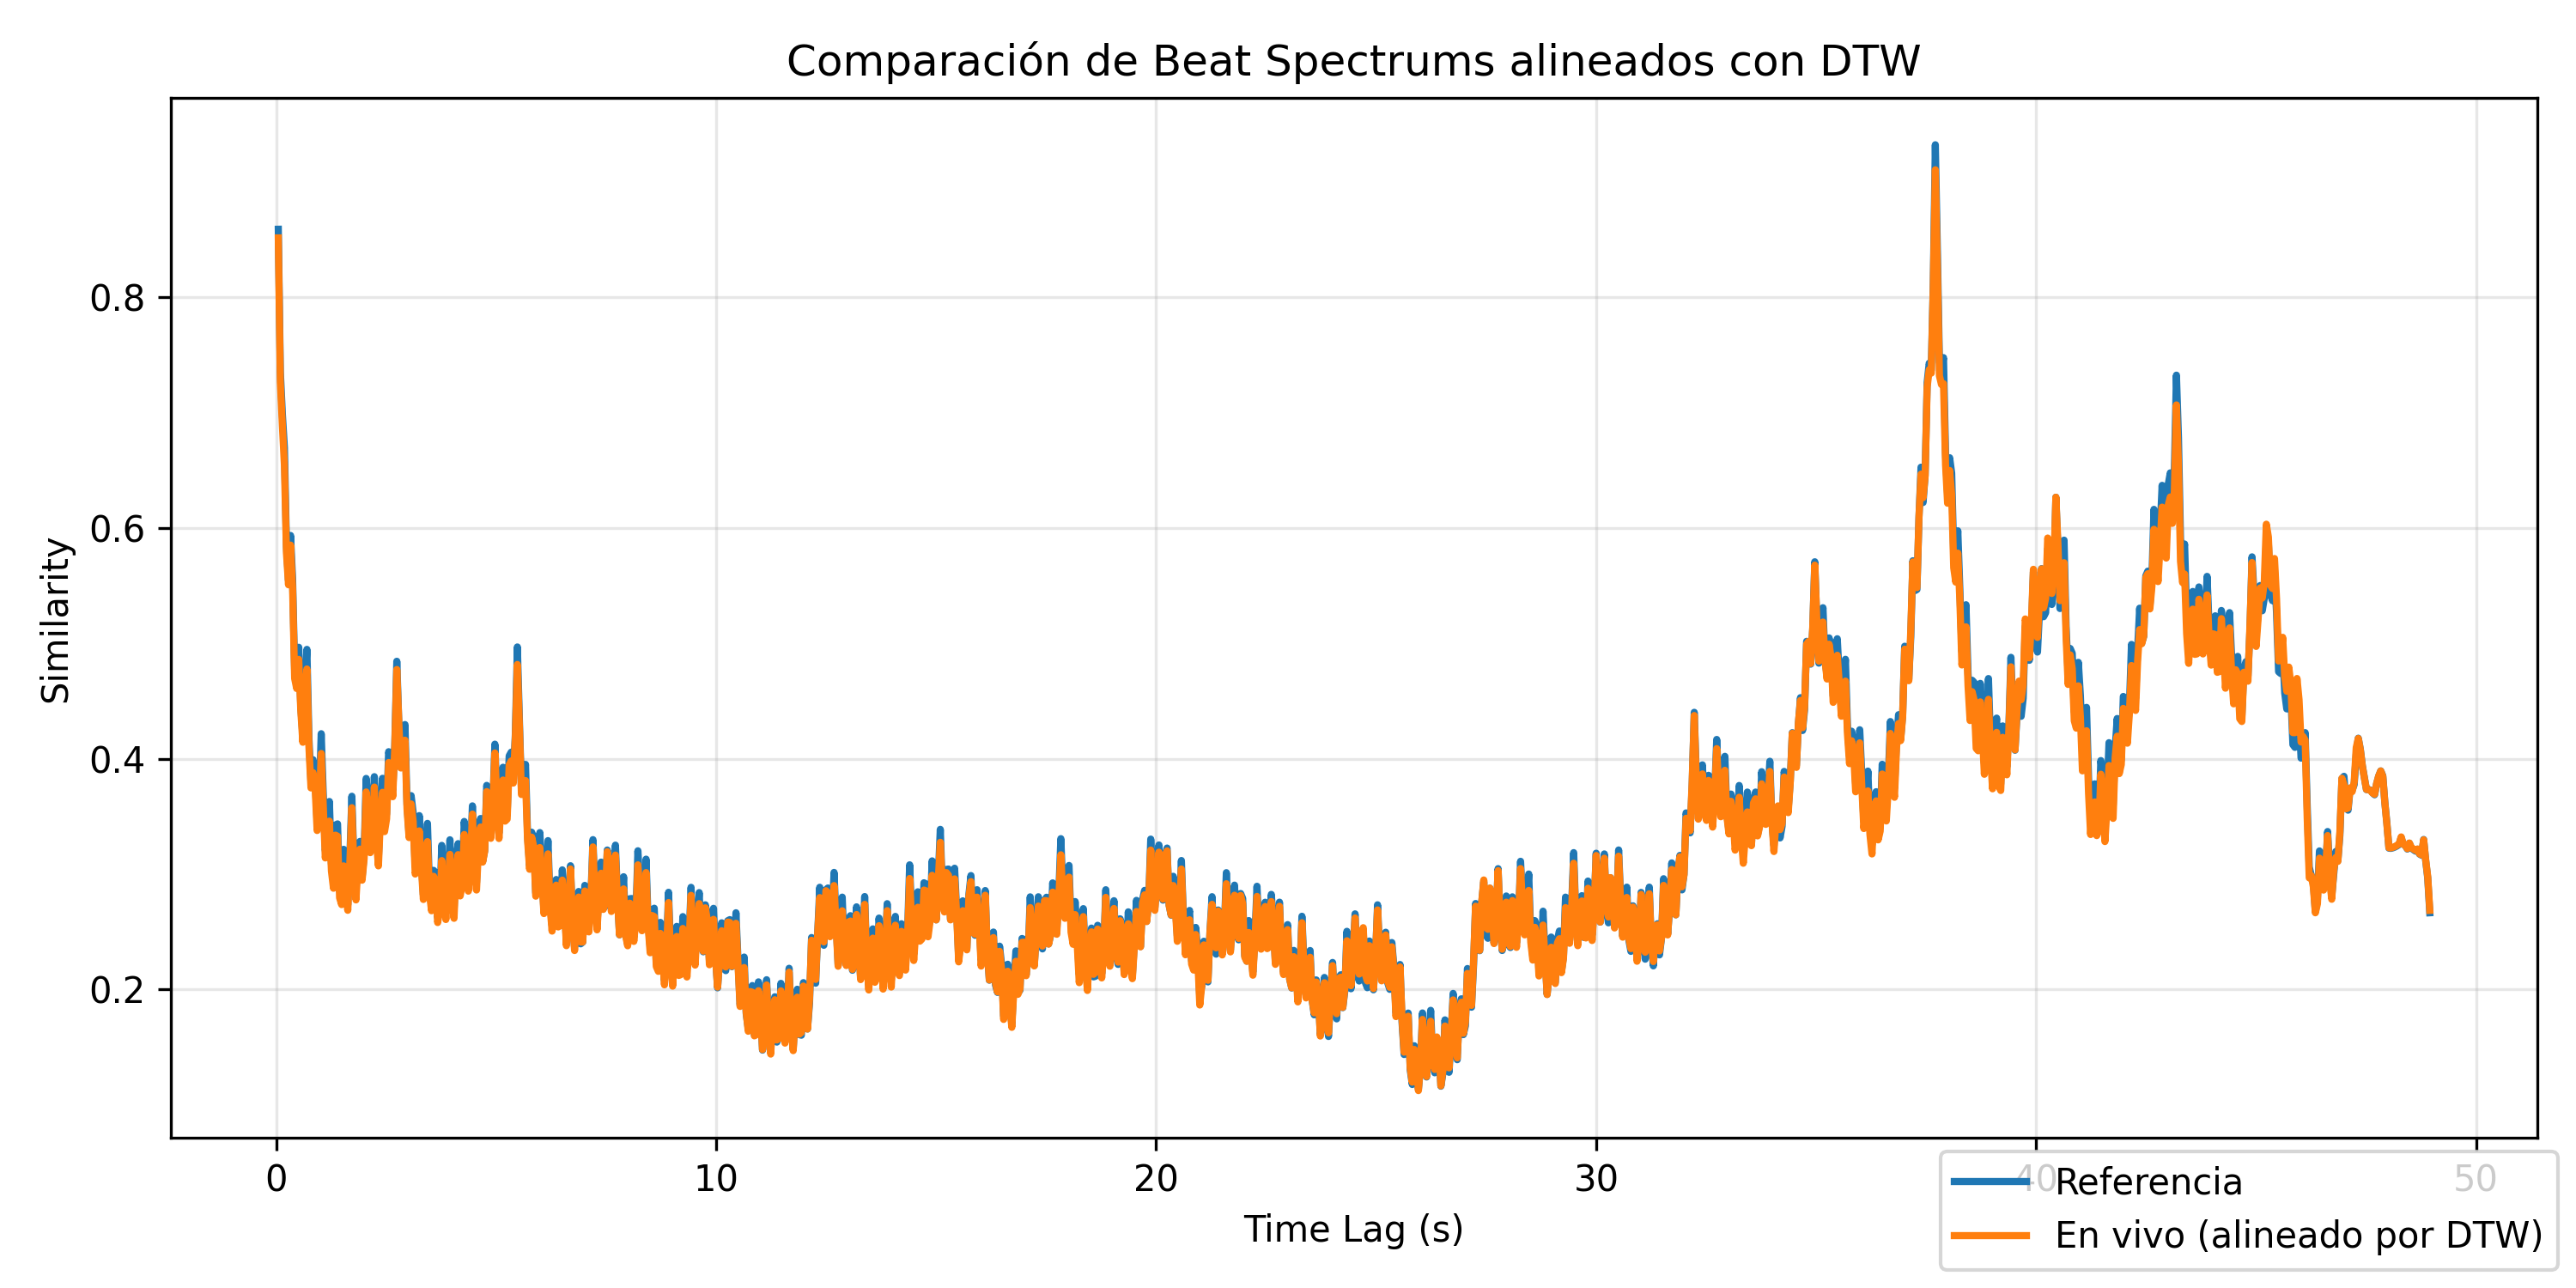 Comparación de Beat Spectrums alineados con DTW
Similarity
0.8
0.6
0.4
0.2
0 10 20 30 40 50
Time Lag (s)
Referencia
En vivo (alineado por DTW)